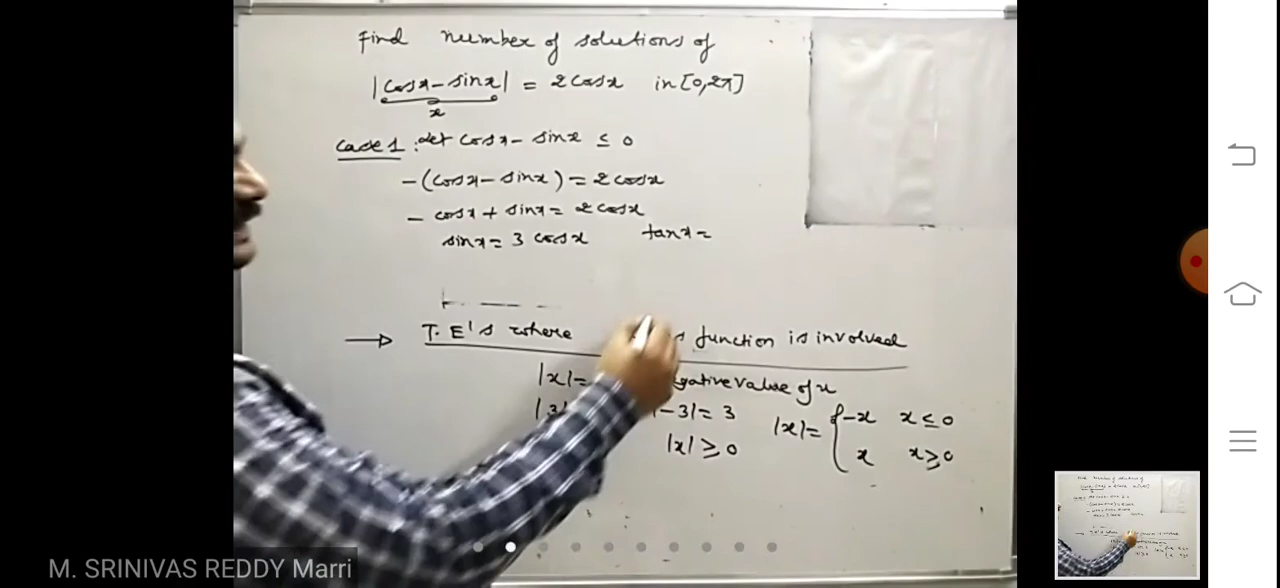 Find number of solutions of
|cosx - sinx| = 2cosx in [0,2π]
x
case 1: Let cosx - sinx ≤ 0
-(cosx - sinx) = 2cosx
- cosx + sinx = 2cosx
sinx = 3 cosx tanx =
→ T.E's where function is involved
|x| = value of x
|3| |-3| = 3 |x| = { -x x ≤ 0
|x| ≥ 0 x x ≥ 0
M. SRINIVAS REDDY Marri